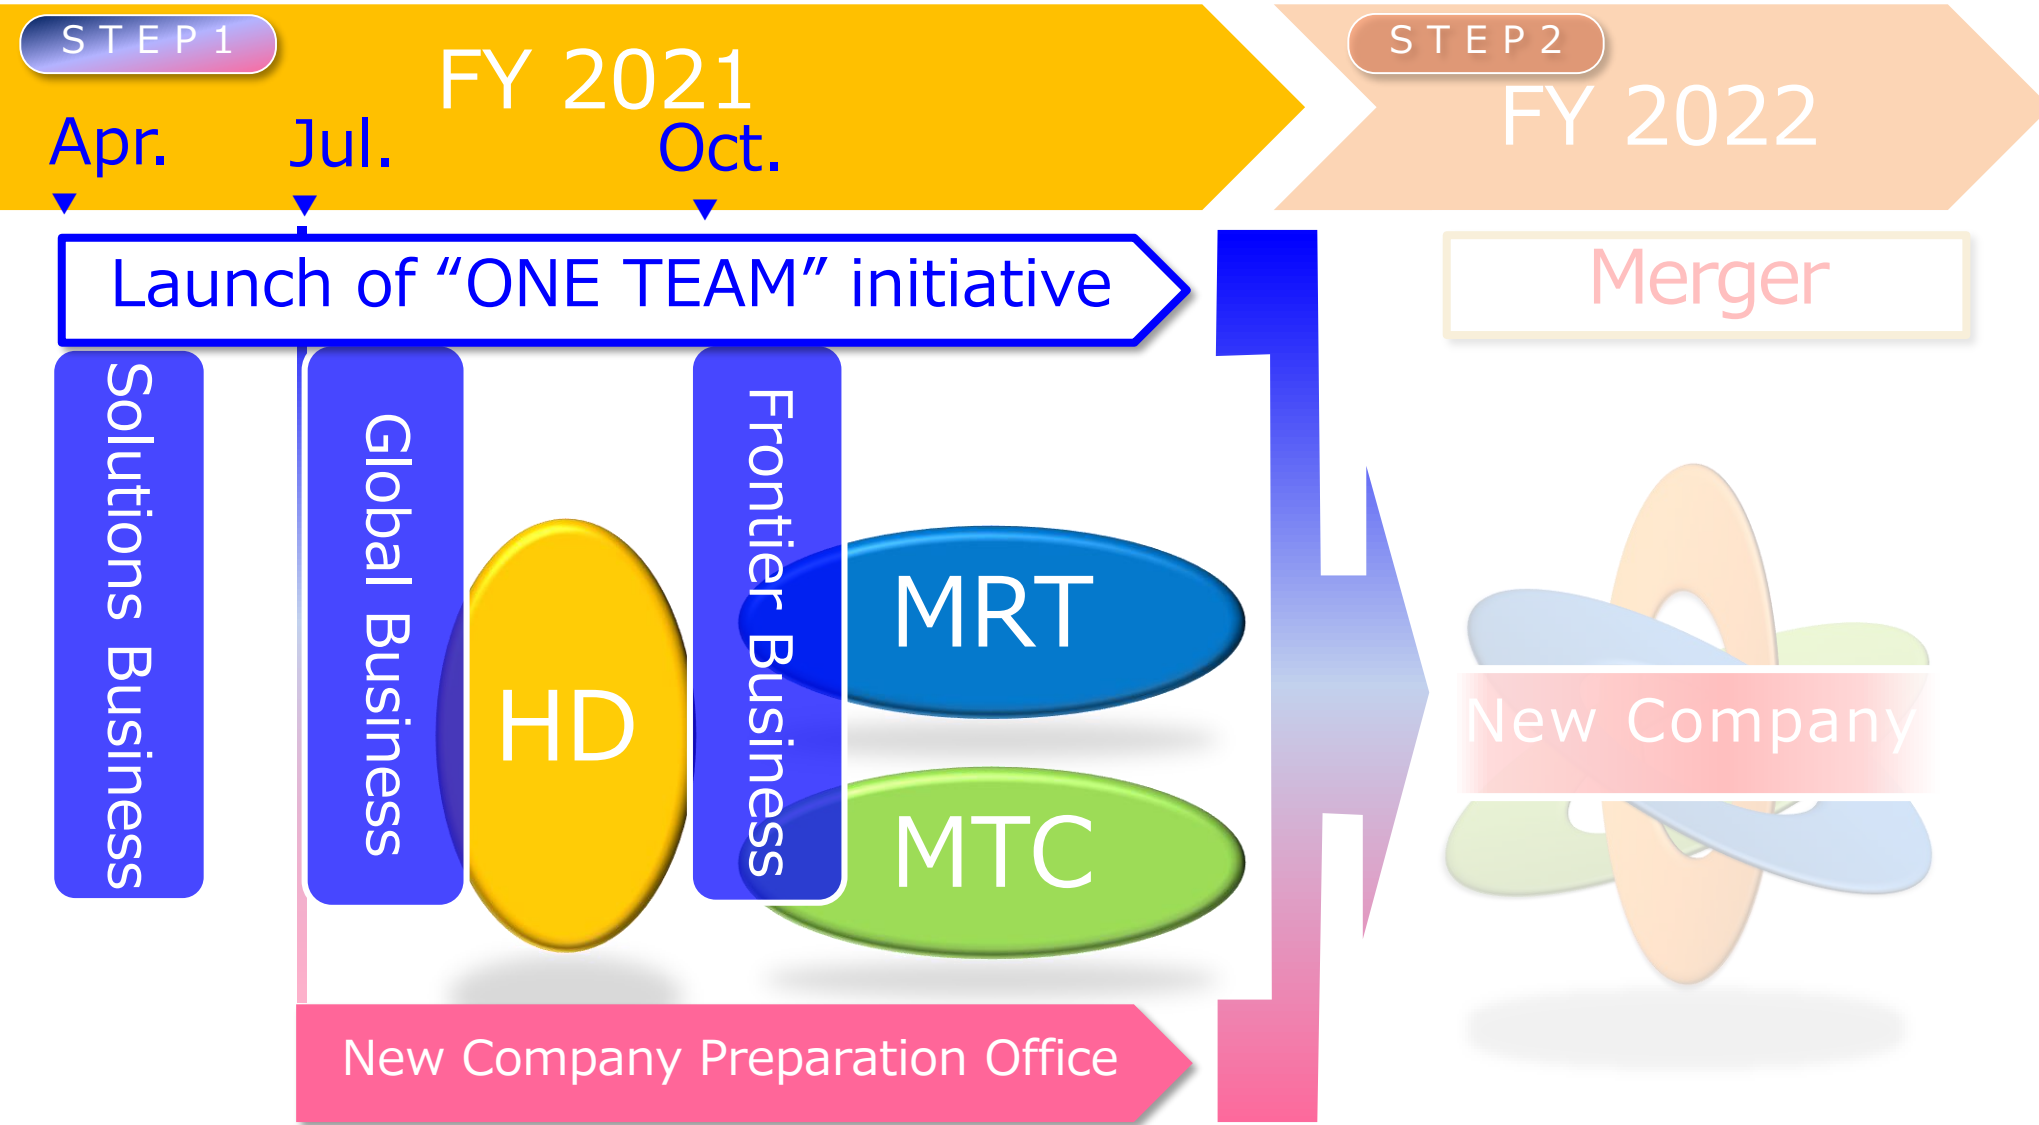 STEP1
FY 2021
STEP2
FY 2022
Apr.
Jul.
Oct.
Launch of “ONE TEAM” initiative
Merger
Solutions Business
Global Business
Frontier Business
HD
MRT
MTC
New Company
New Company Preparation Office